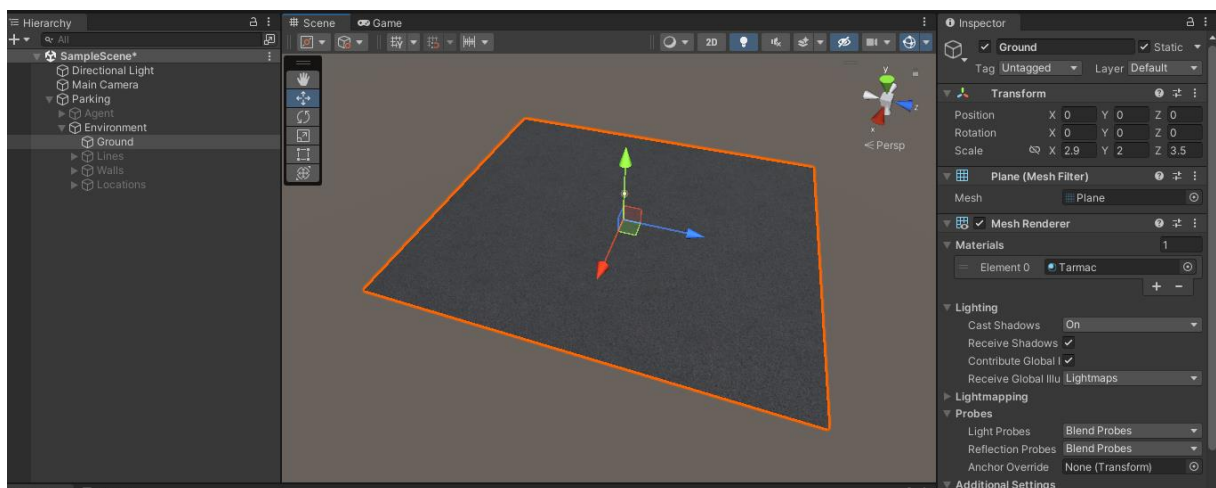 Hierarchy
All
SampleScene*
Directional Light
Main Camera
Parking
Agent
Environment
Ground
Lines
Walls
Locations
Scene Game
2D
y
z
x
Persp
Inspector
Ground Static
Tag Untagged Layer Default
Transform
Position X 0 Y 0 Z 0
Rotation X 0 Y 0 Z 0
Scale X 2.9 Y 2 Z 3.5
Plane (Mesh Filter)
Mesh Plane
Mesh Renderer
Materials 1
Element 0 Tarmac
+ -
Lighting
Cast Shadows On
Receive Shadows
Contribute Global I
Receive Global Illu Lightmaps
Lightmapping
Probes
Light Probes Blend Probes
Reflection Probes Blend Probes
Anchor Override None (Transform)
Additional Settings